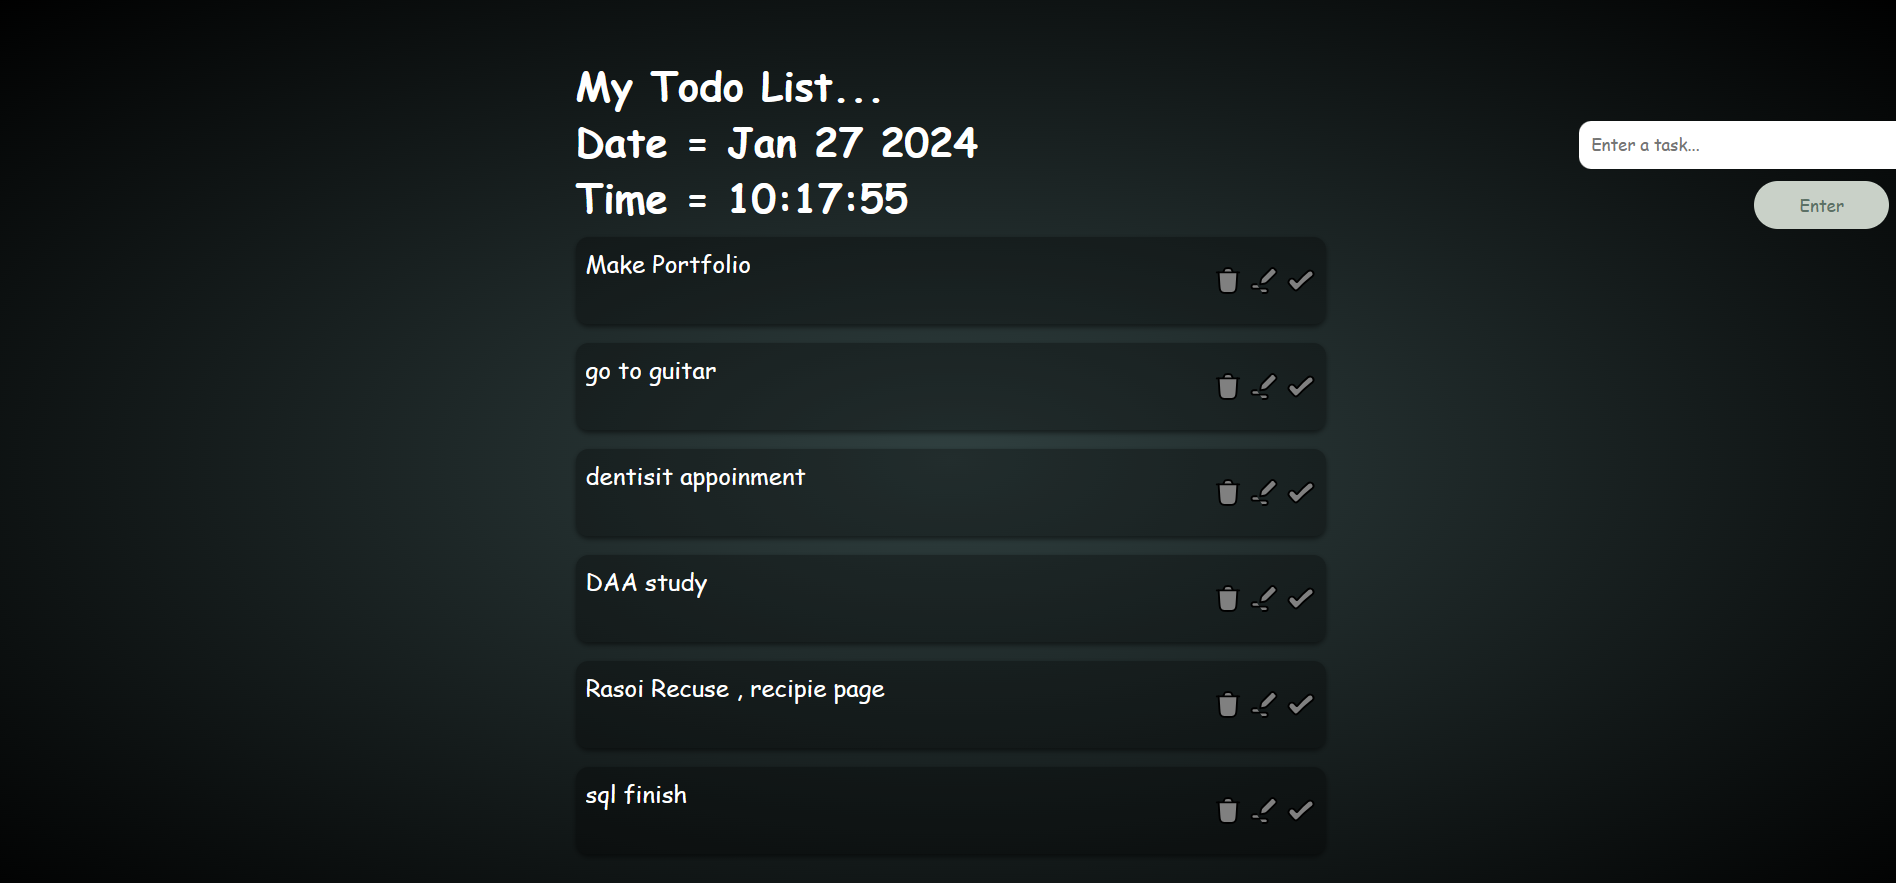 My Todo List...
Date = Jan 27 2024
Time = 10:17:55
Enter a task...
Enter
Make Portfolio
go to guitar
dentisit appoinment
DAA study
Rasoi Recuse , recipie page
sql finish